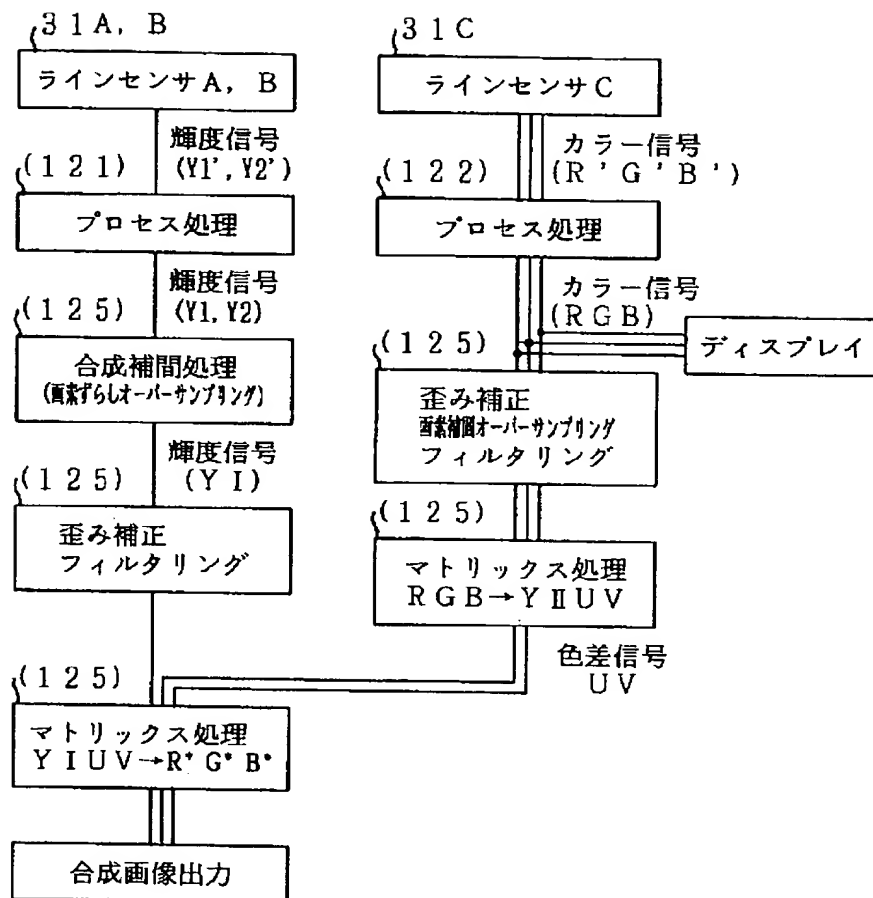 31A，B
ラインセンサA，B
輝度信号
(Y1',Y2')
(121)
プロセス処理
輝度信号
(Y1,Y2)
(125)
合成補間処理
(画素ずらしオーバーサンプリング)
輝度信号
(YI)
(125)
歪み補正
フィルタリング
(125)
マトリックス処理
YIUV→R* G* B*
合成画像出力
31C
ラインセンサC
カラー信号
(R'G'B')
(122)
プロセス処理
カラー信号
(RGB)
ディスプレイ
(125)
歪み補正
画素補間オーバーサンプリング
フィルタリング
(125)
マトリックス処理
RGB→YⅡUV
色差信号
UV